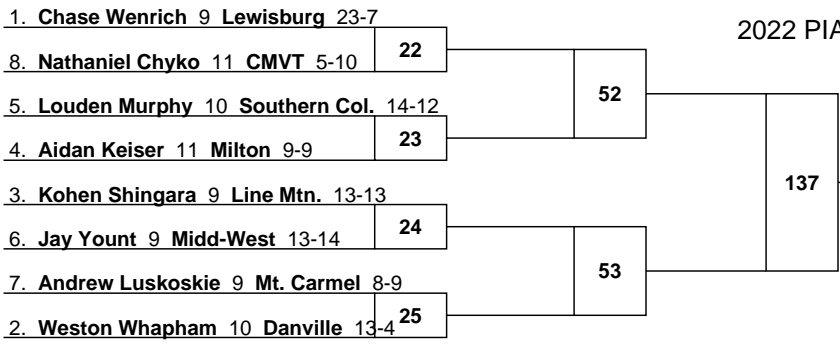 1. Chase Wenrich 9 Lewisburg 23-7
2022 PIA
22
8. Nathaniel Chyko 11 CMVT 5-10
52
5. Louden Murphy 10 Southern Col. 14-12
23
4. Aidan Keiser 11 Milton 9-9
137
3. Kohen Shingara 9 Line Mtn. 13-13
24
6. Jay Yount 9 Midd-West 13-14
53
7. Andrew Luskoskie 9 Mt. Carmel 8-9
25
2. Weston Whapham 10 Danville 13-4